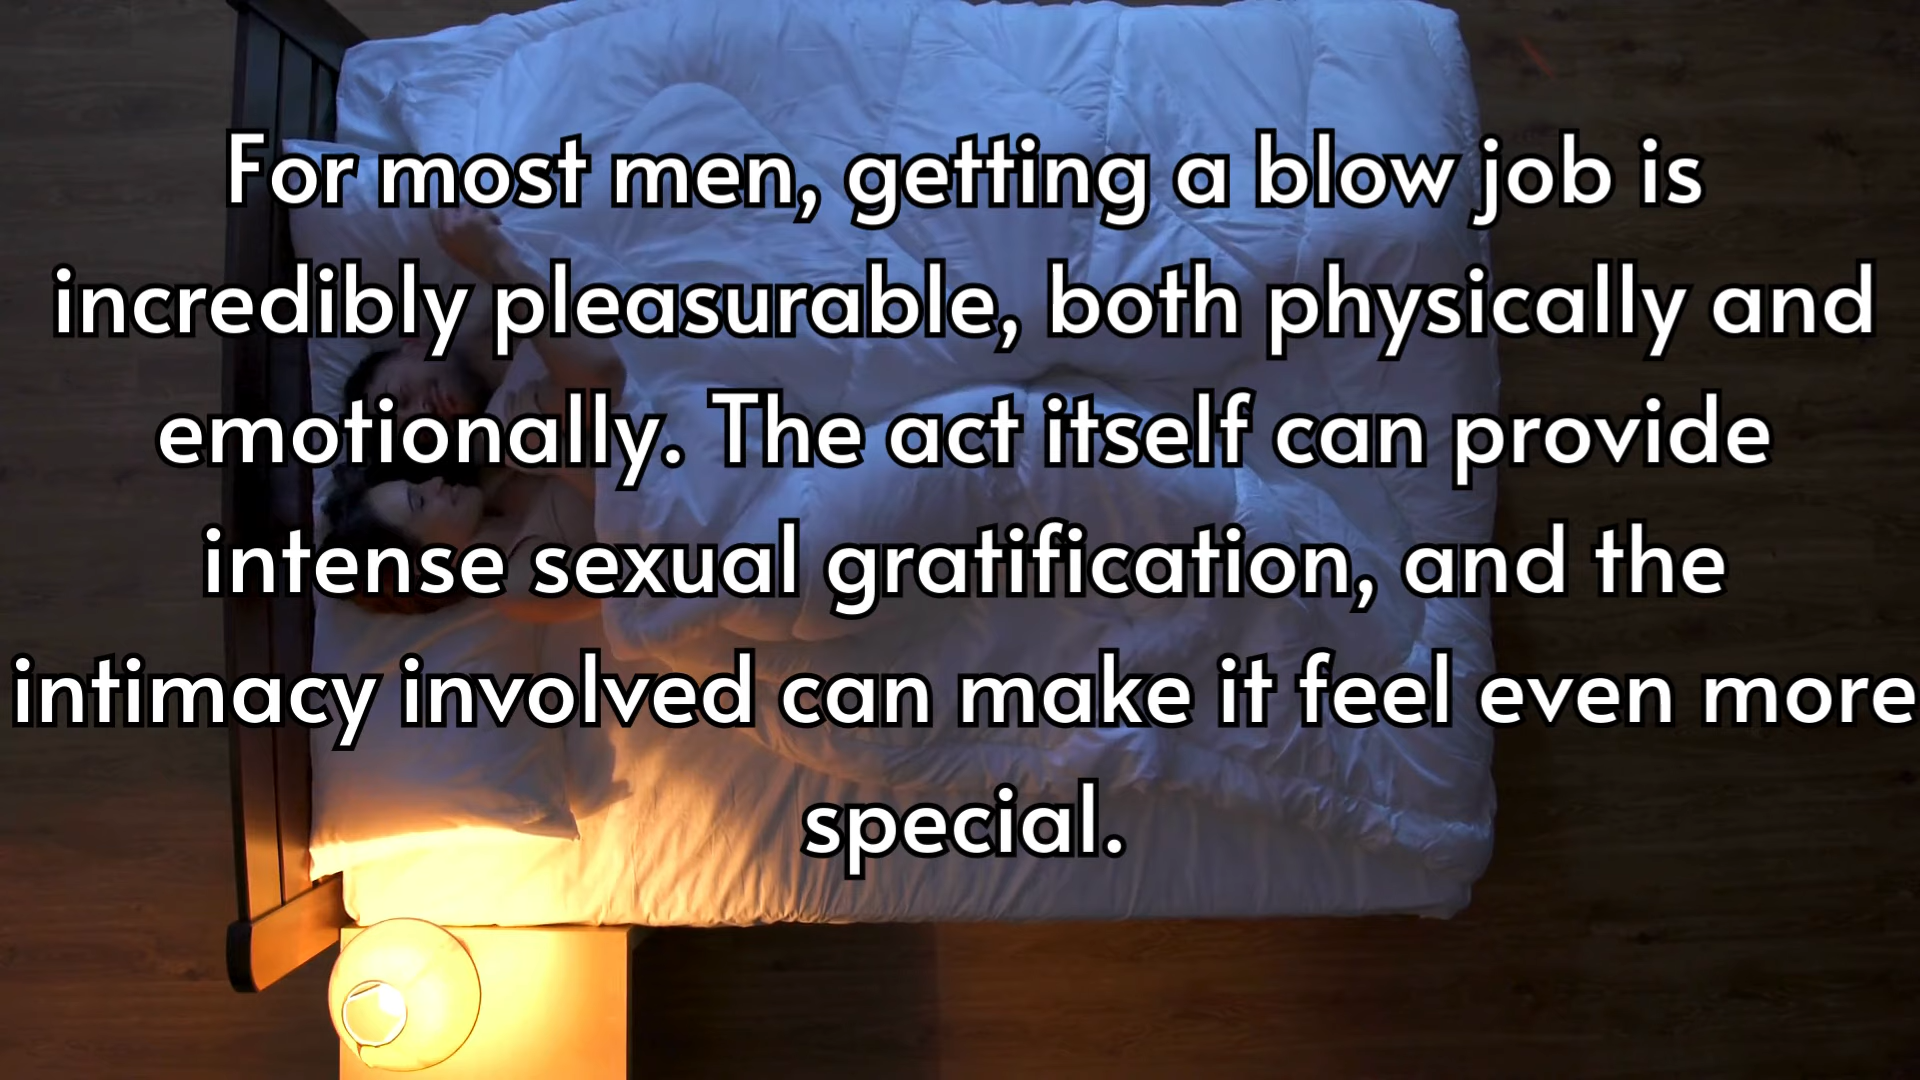 For most men, getting a blow job is
incredibly pleasurable, both physically and
emotionally. The act itself can provide
intense sexual gratification, and the
intimacy involved can make it feel even more
special.